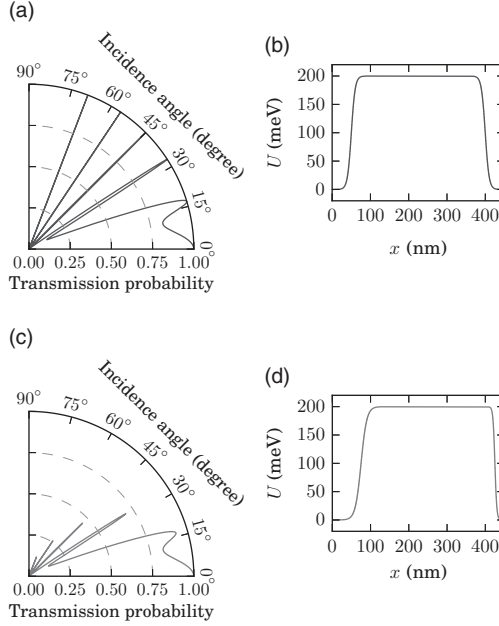 (a)
Incidence angle (degree)
90°
75°
60°
45°
30°
15°
0°
0.00 0.25 0.50 0.75 1.00
Transmission probability
(b)
U (meV)
200
150
100
50
0
0 100 200 300 400
x (nm)
(c)
Incidence angle (degree)
90°
75°
60°
45°
30°
15°
0°
0.00 0.25 0.50 0.75 1.00
Transmission probability
(d)
U (meV)
200
150
100
50
0
0 100 200 300 400
x (nm)